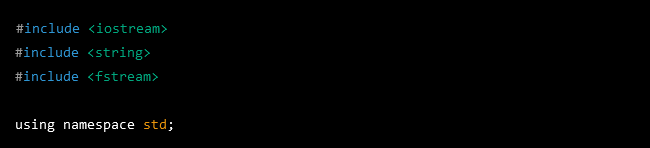 #include <iostream>
#include <string>
#include <fstream>
using namespace std;